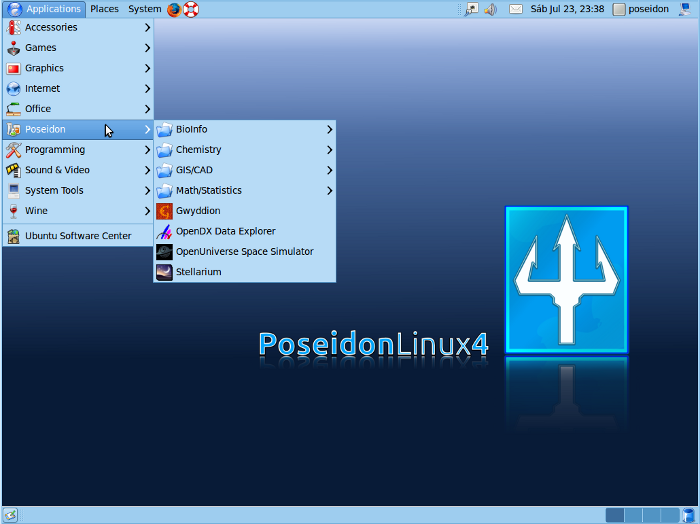 Applications Places System Sáb Jul 23, 23:38 poseidon
Accessories
Games
Graphics
Internet
Office
Poseidon
Programming
Sound & Video
System Tools
Wine
Ubuntu Software Center
BioInfo
Chemistry
GIS/CAD
Math/Statistics
Gwyddion
OpenDX Data Explorer
OpenUniverse Space Simulator
Stellarium
PoseidonLinux4